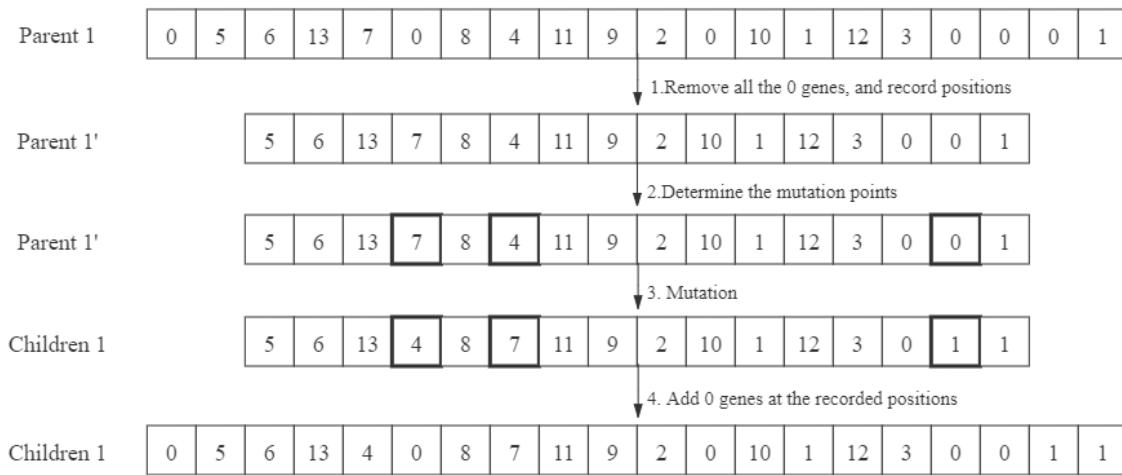 Parent 1 0 5 6 13 7 0 8 4 11 9 2 0 10 1 12 3 0 0 0 1
1.Remove all the 0 genes, and record positions
Parent 1' 5 6 13 7 8 4 11 9 2 10 1 12 3 0 0 1
2.Determine the mutation points
Parent 1' 5 6 13 7 8 4 11 9 2 10 1 12 3 0 0 1
3. Mutation
Children 1 5 6 13 4 8 7 11 9 2 10 1 12 3 0 1 1
4. Add 0 genes at the recorded positions
Children 1 0 5 6 13 4 0 8 7 11 9 2 0 10 1 12 3 0 0 1 1